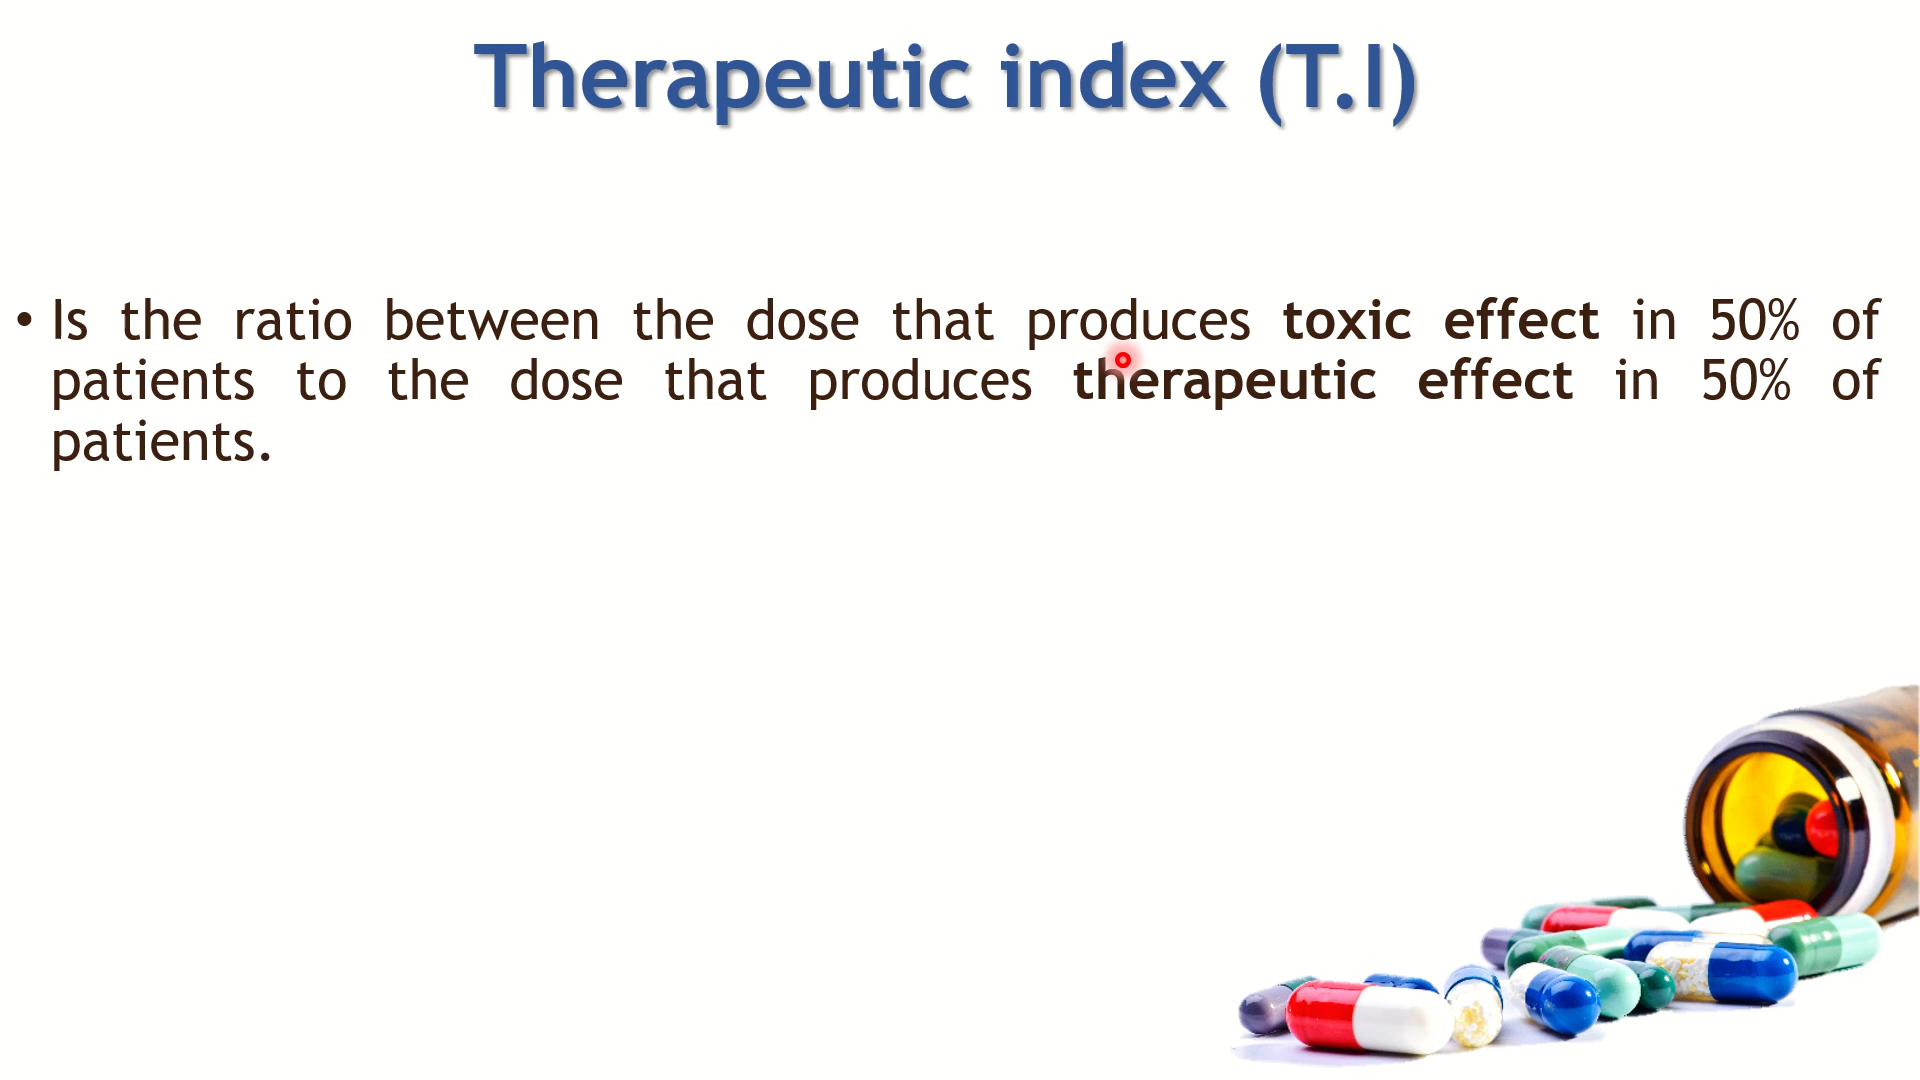 Therapeutic index (T.I)
• Is the ratio between the dose that produces toxic effect in 50% of
patients to the dose that produces therapeutic effect in 50% of
patients.